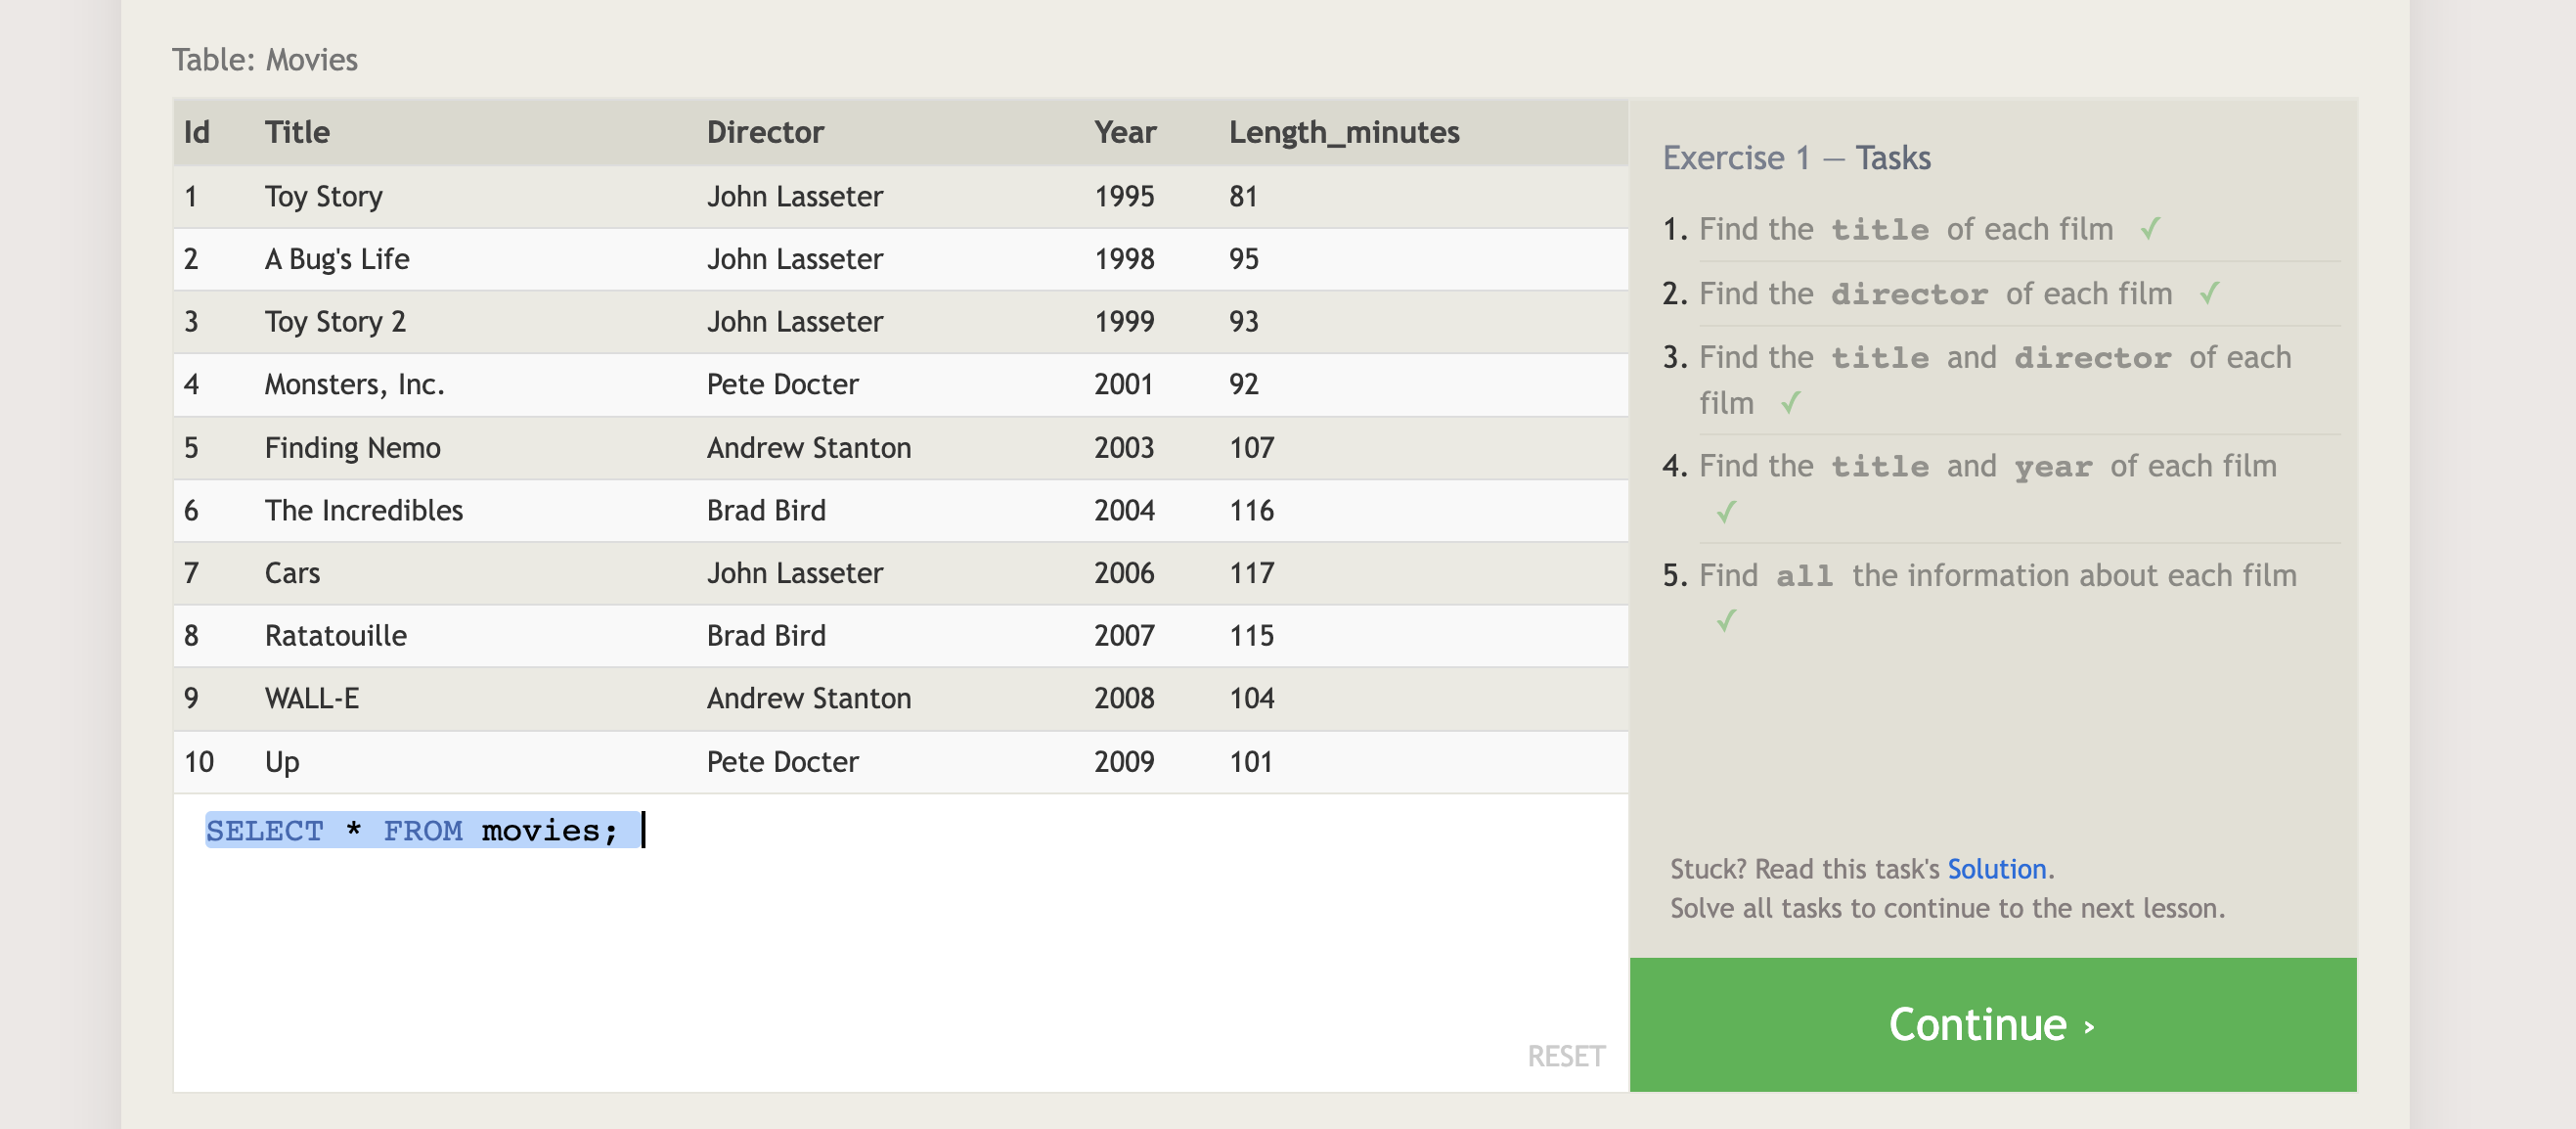 Table: Movies
Id Title Director Year Length_minutes
1 Toy Story John Lasseter 1995 81
2 A Bug's Life John Lasseter 1998 95
3 Toy Story 2 John Lasseter 1999 93
4 Monsters, Inc. Pete Docter 2001 92
5 Finding Nemo Andrew Stanton 2003 107
6 The Incredibles Brad Bird 2004 116
7 Cars John Lasseter 2006 117
8 Ratatouille Brad Bird 2007 115
9 WALL-E Andrew Stanton 2008 104
10 Up Pete Docter 2009 101
SELECT * FROM movies;
RESET
Exercise 1 — Tasks
1. Find the title of each film ✓
2. Find the director of each film ✓
3. Find the title and director of each
film ✓
4. Find the title and year of each film
✓
5. Find all the information about each film
✓
Stuck? Read this task's Solution.
Solve all tasks to continue to the next lesson.
Continue ›